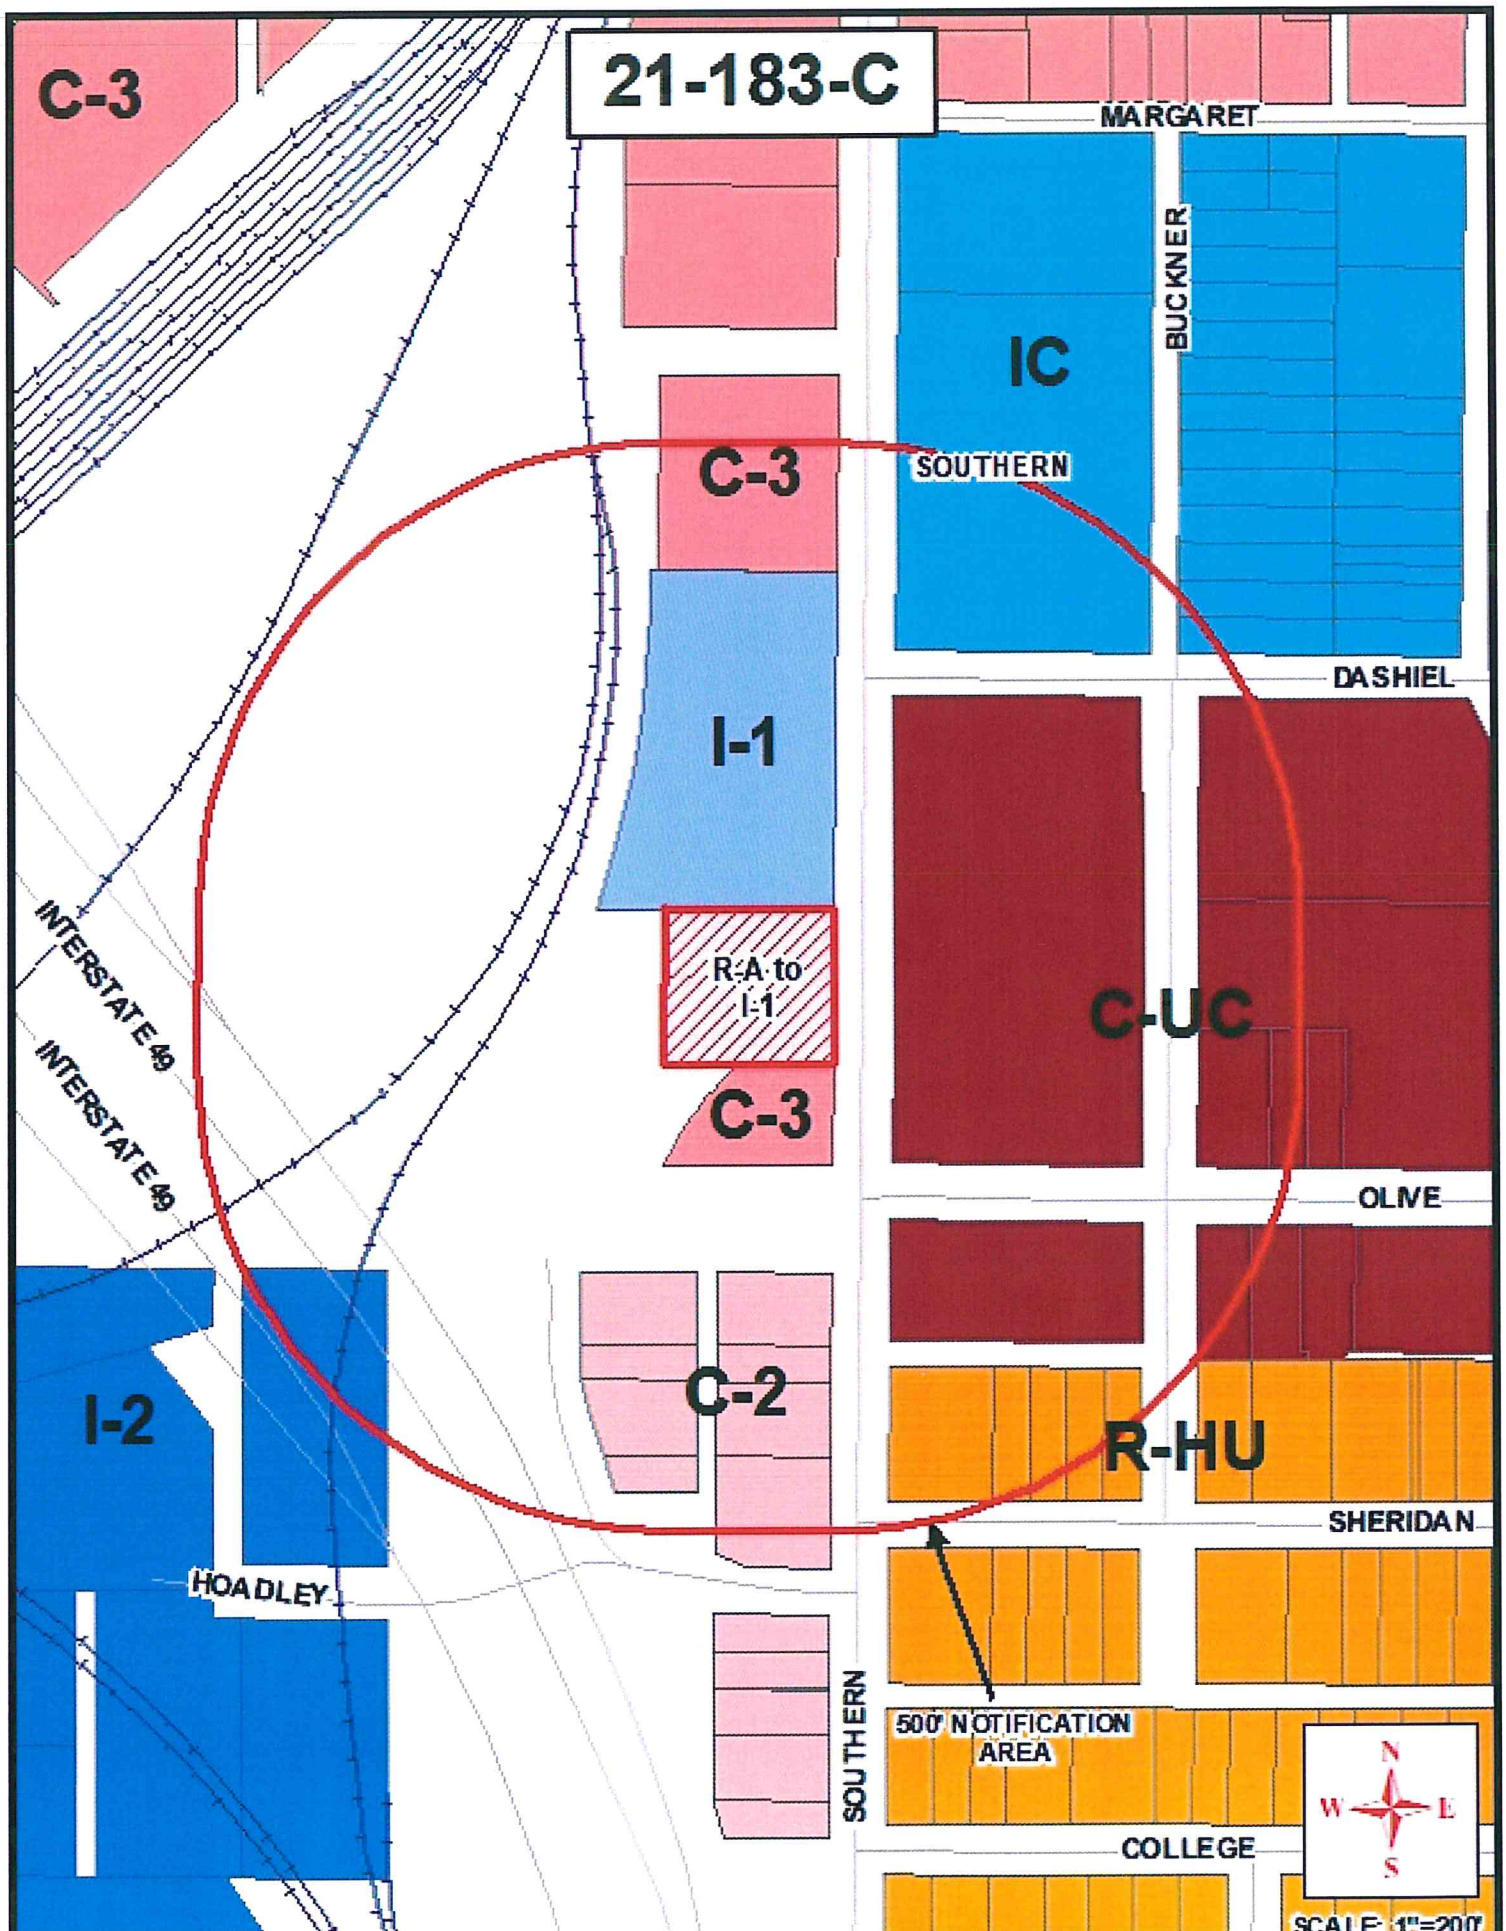 21-183-C
C-3
MARGARET
BUCKNER
IC
SOUTHERN
C-3
DASHIEL
I-1
INTERSTATE 49
R-A to
I-1
C-UC
INTERSTATE 49
C-3
OLIVE
C-2
I-2
R-HU
SHERIDAN
HOADLEY
SOUTHERN
500' NOTIFICATION
AREA
N
W E
S
COLLEGE
SCALE: 1"=200'